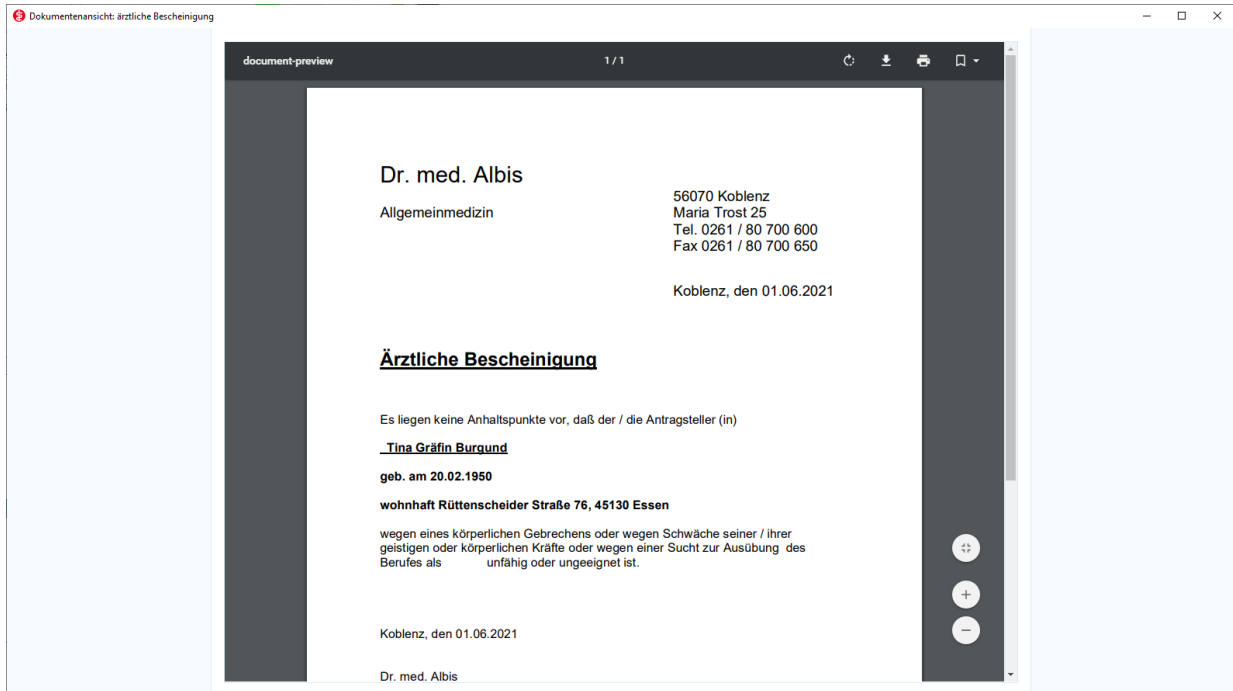 Dokumentenansicht: ärztliche Bescheinigung
document-preview
1 / 1
Dr. med. Albis
Allgemeinmedizin
56070 Koblenz
Maria Trost 25
Tel. 0261 / 80 700 600
Fax 0261 / 80 700 650
Koblenz, den 01.06.2021
Ärztliche Bescheinigung
Es liegen keine Anhaltspunkte vor, daß der / die Antragsteller (in)
Tina Gräfin Burgund
geb. am 20.02.1950
wohnhaft Rüttenscheider Straße 76, 45130 Essen
wegen eines körperlichen Gebrechens oder wegen Schwäche seiner / ihrer
geistigen oder körperlichen Kräfte oder wegen einer Sucht zur Ausübung des
Berufes als unfähig oder ungeeignet ist.
Koblenz, den 01.06.2021
Dr. med. Albis